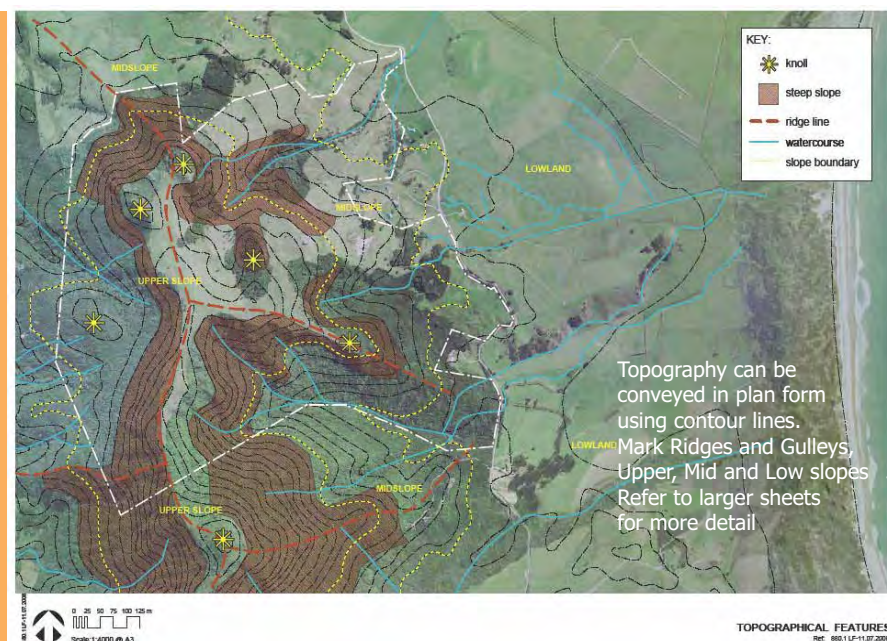 KEY:
knoll
steep slope
ridge line
watercourse
slope boundary
MIDSLOPE
LOWLAND
MIDSLOPE
UPPER SLOPE
Topography can be
conveyed in plan form
using contour lines.
Mark Ridges and Gulleys,
Upper, Mid and Low slopes
Refer to larger sheets
for more detail
LOWLAND
MIDSLOPE
UPPER SLOPE
0 25 50 75 100 125 m
Scale 1:4000 @ A3
TOPOGRAPHICAL FEATURES